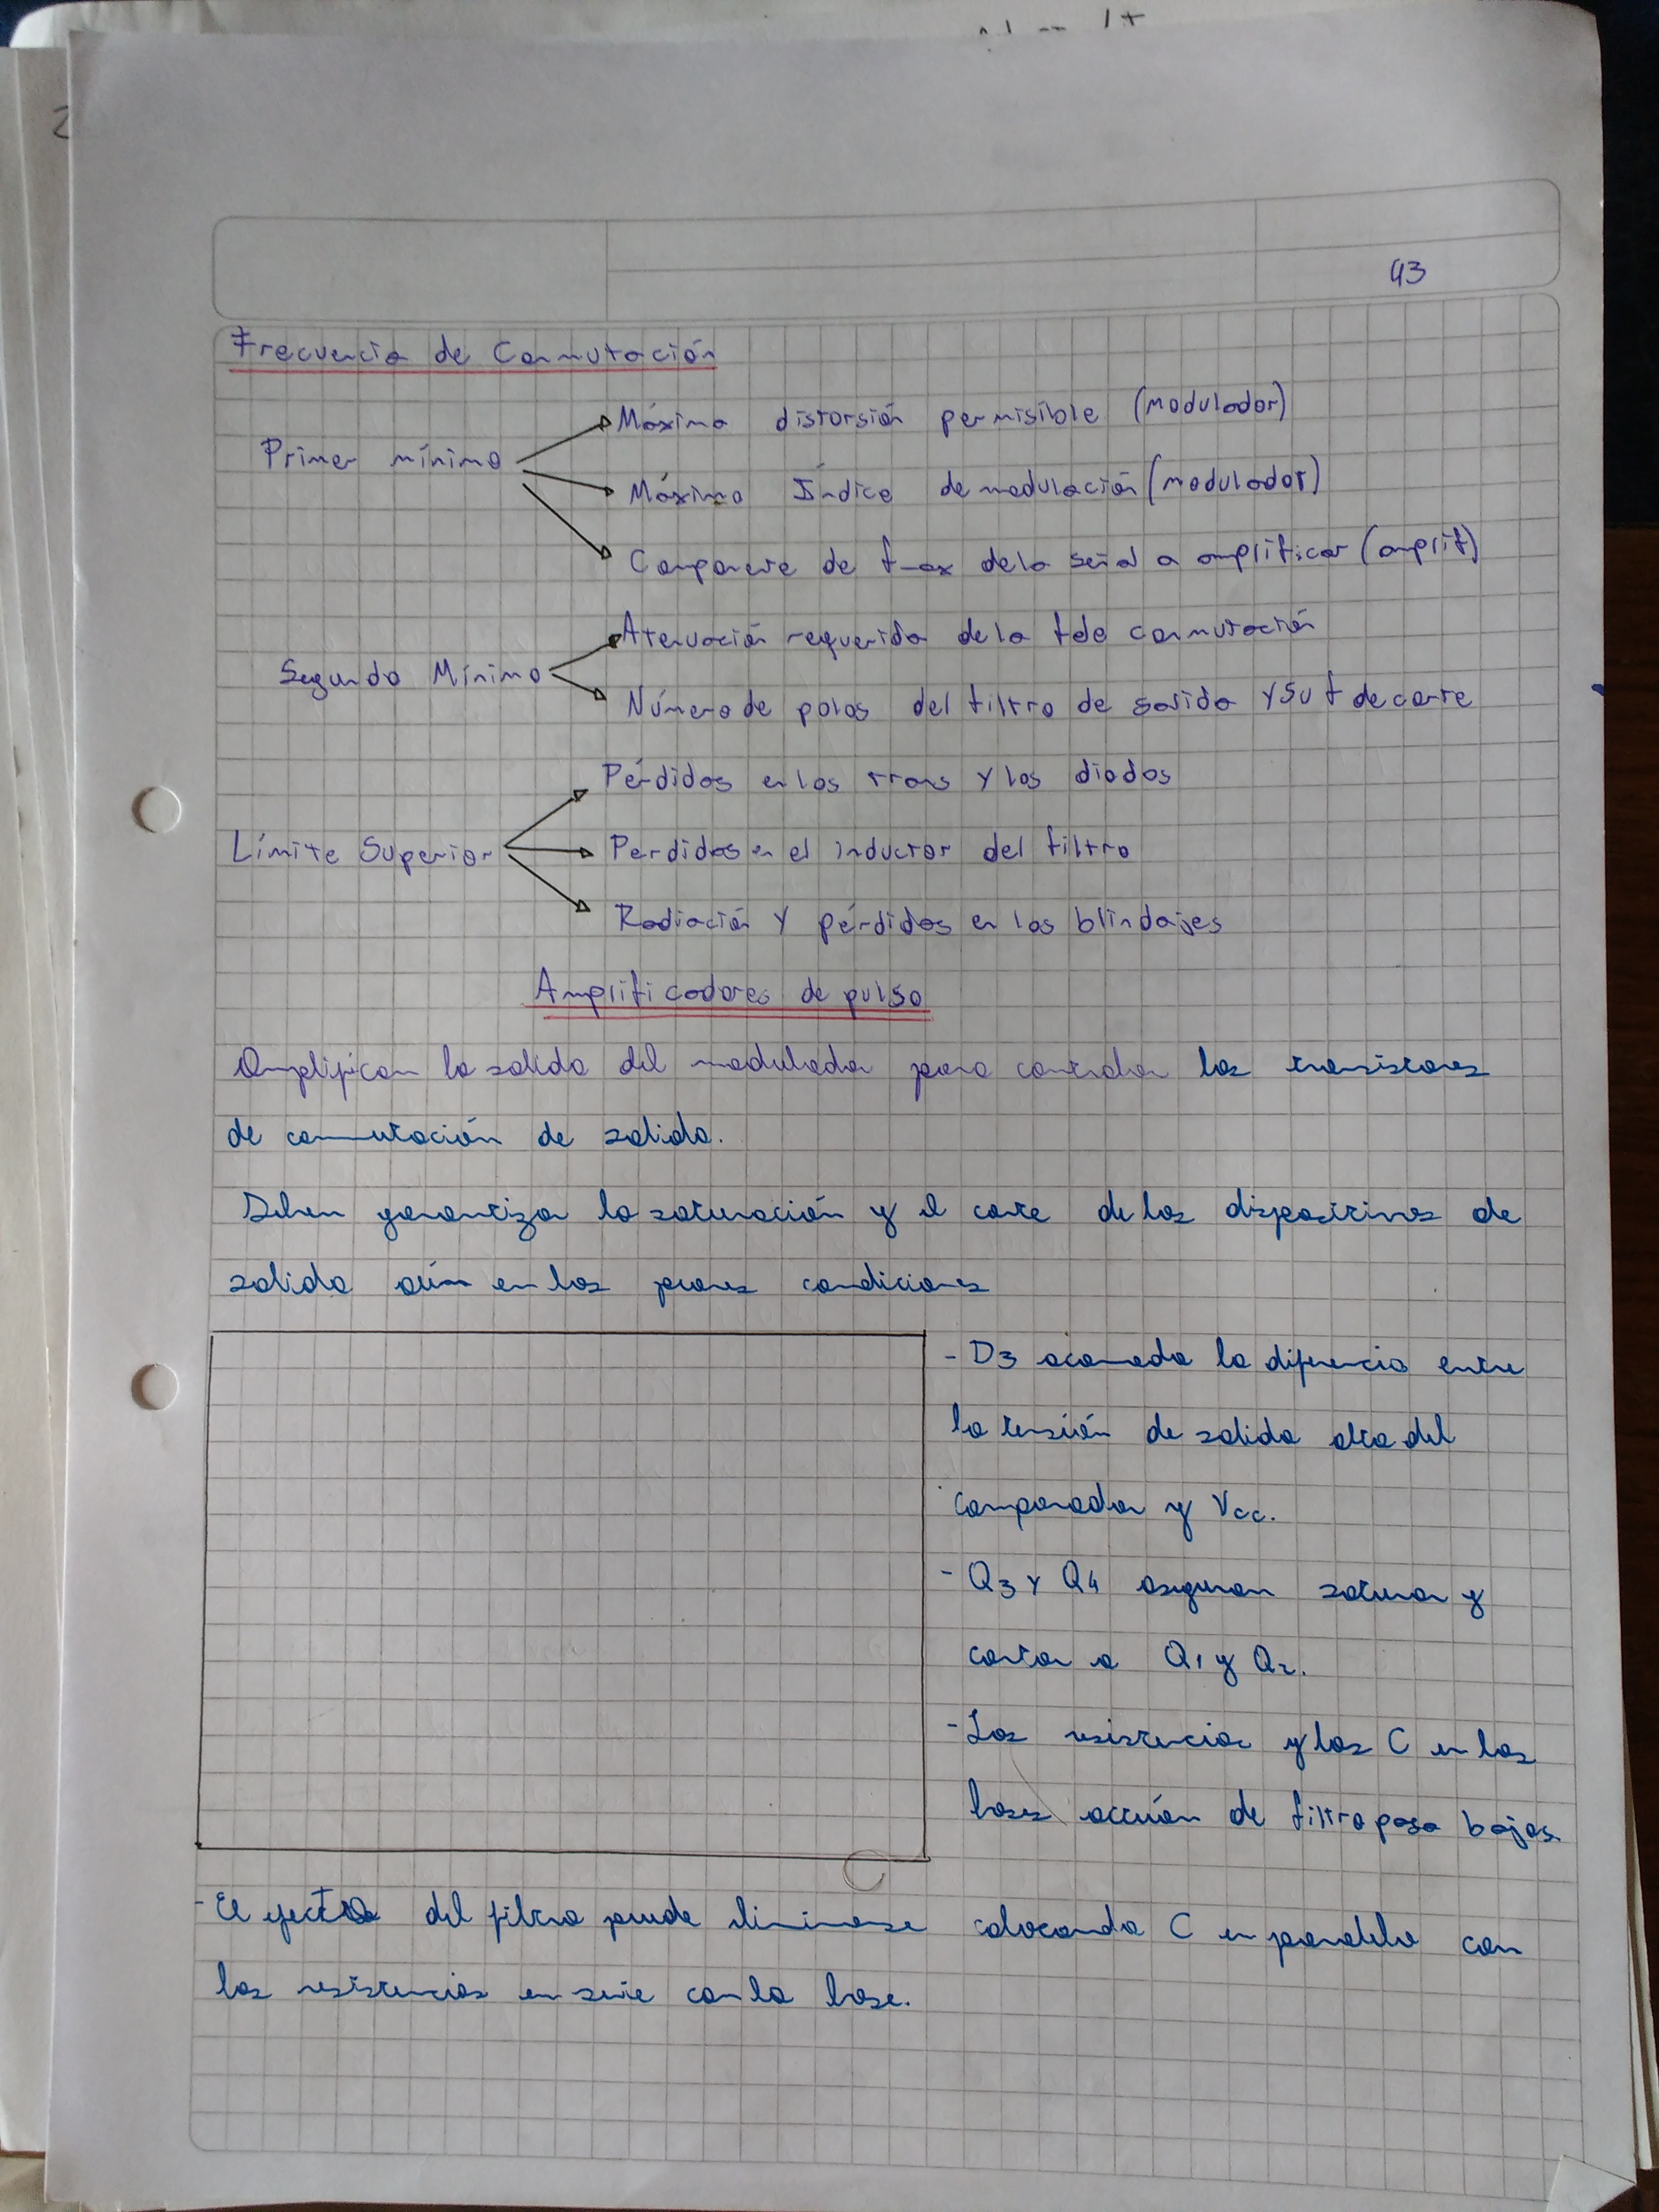 43
Frecuencia de Conmutación
Máxima distorsión permisible (modulador)
Primer mínimo
Máximo Índice de modulación (modulador)
Componente de fmax de la señal a amplificar (amplif)
Atenuación requerida de la f de conmutación
Segundo Mínimo
Número de polos del filtro de salida y su f de corte
Pérdidas en los trans y los diodos
Límite Superior
Perdidas en el inductor del filtro
Radiación y pérdidas en los blindajes
Amplificadores de pulso
Amplifican la salida del modulador para controlar los transistores
de conmutación de salida.
Deben garantizar la saturación y el corte de los dispositivos de
salida aún en las peores condiciones
- D3 acomoda la diferencia entre
la tensión de salida alta del
comparador y Vcc.
- Q3 y Q4 aseguran saturar y
cortar a Q1 y Q2.
- Las resistencias y los C en las
bases acción de filtro pasa bajos.
- El efecto del filtro puede eliminarse colocando C en paralelo con
las resistencias en serie con la base.